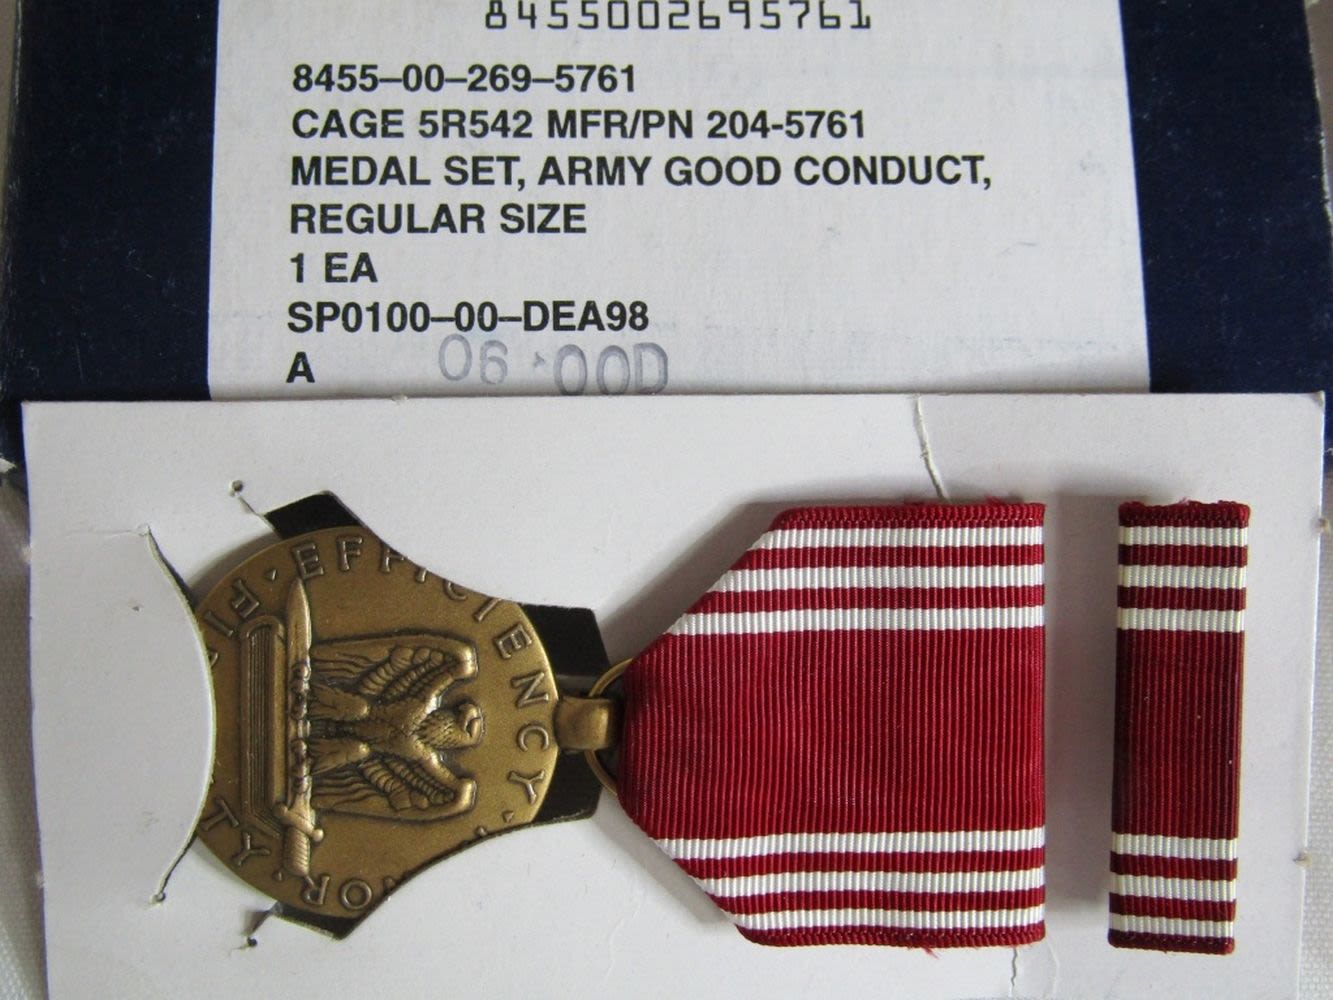 8455002695761
8455–00–269–5761
CAGE 5R542 MFR/PN 204-5761
MEDAL SET, ARMY GOOD CONDUCT,
REGULAR SIZE
1 EA
SP0100–00–DEA98
A 06 · 00D
EFFICIENCY